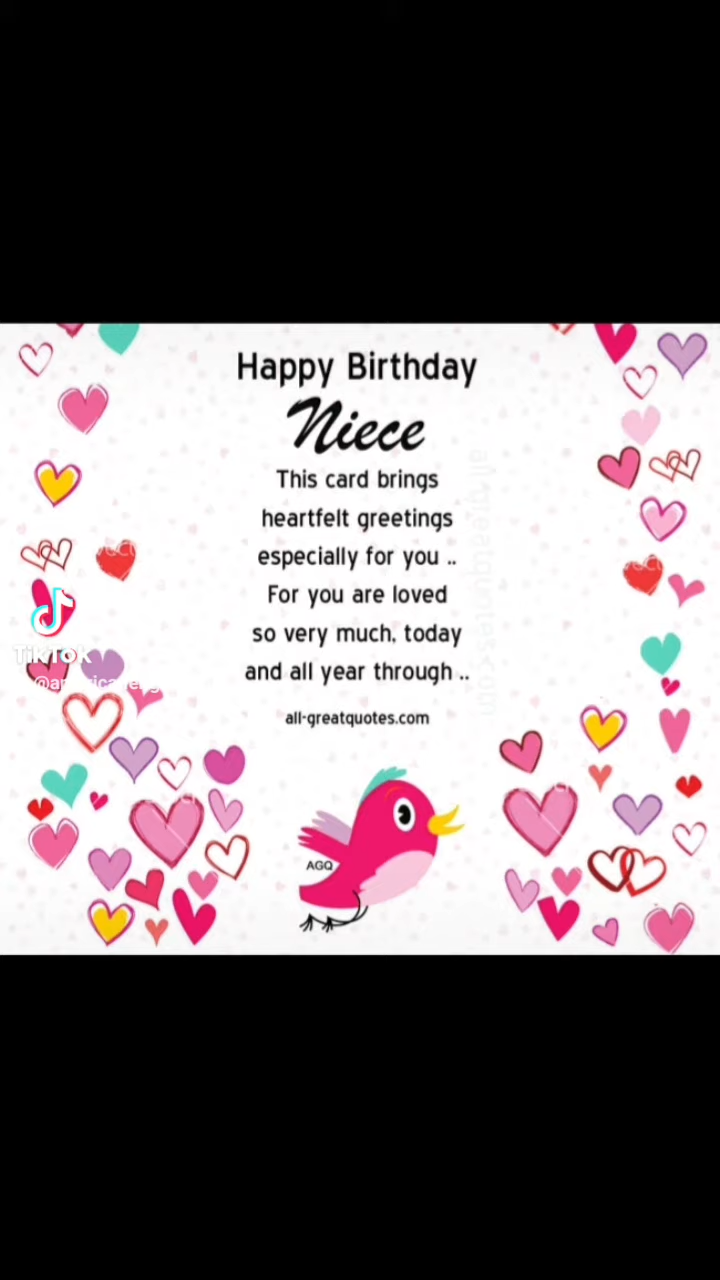 Happy Birthday
Niece
This card brings
heartfelt greetings
especially for you ..
For you are loved
so very much, today
and all year through ..
all-greatquotes.com
TikTok
AGQ